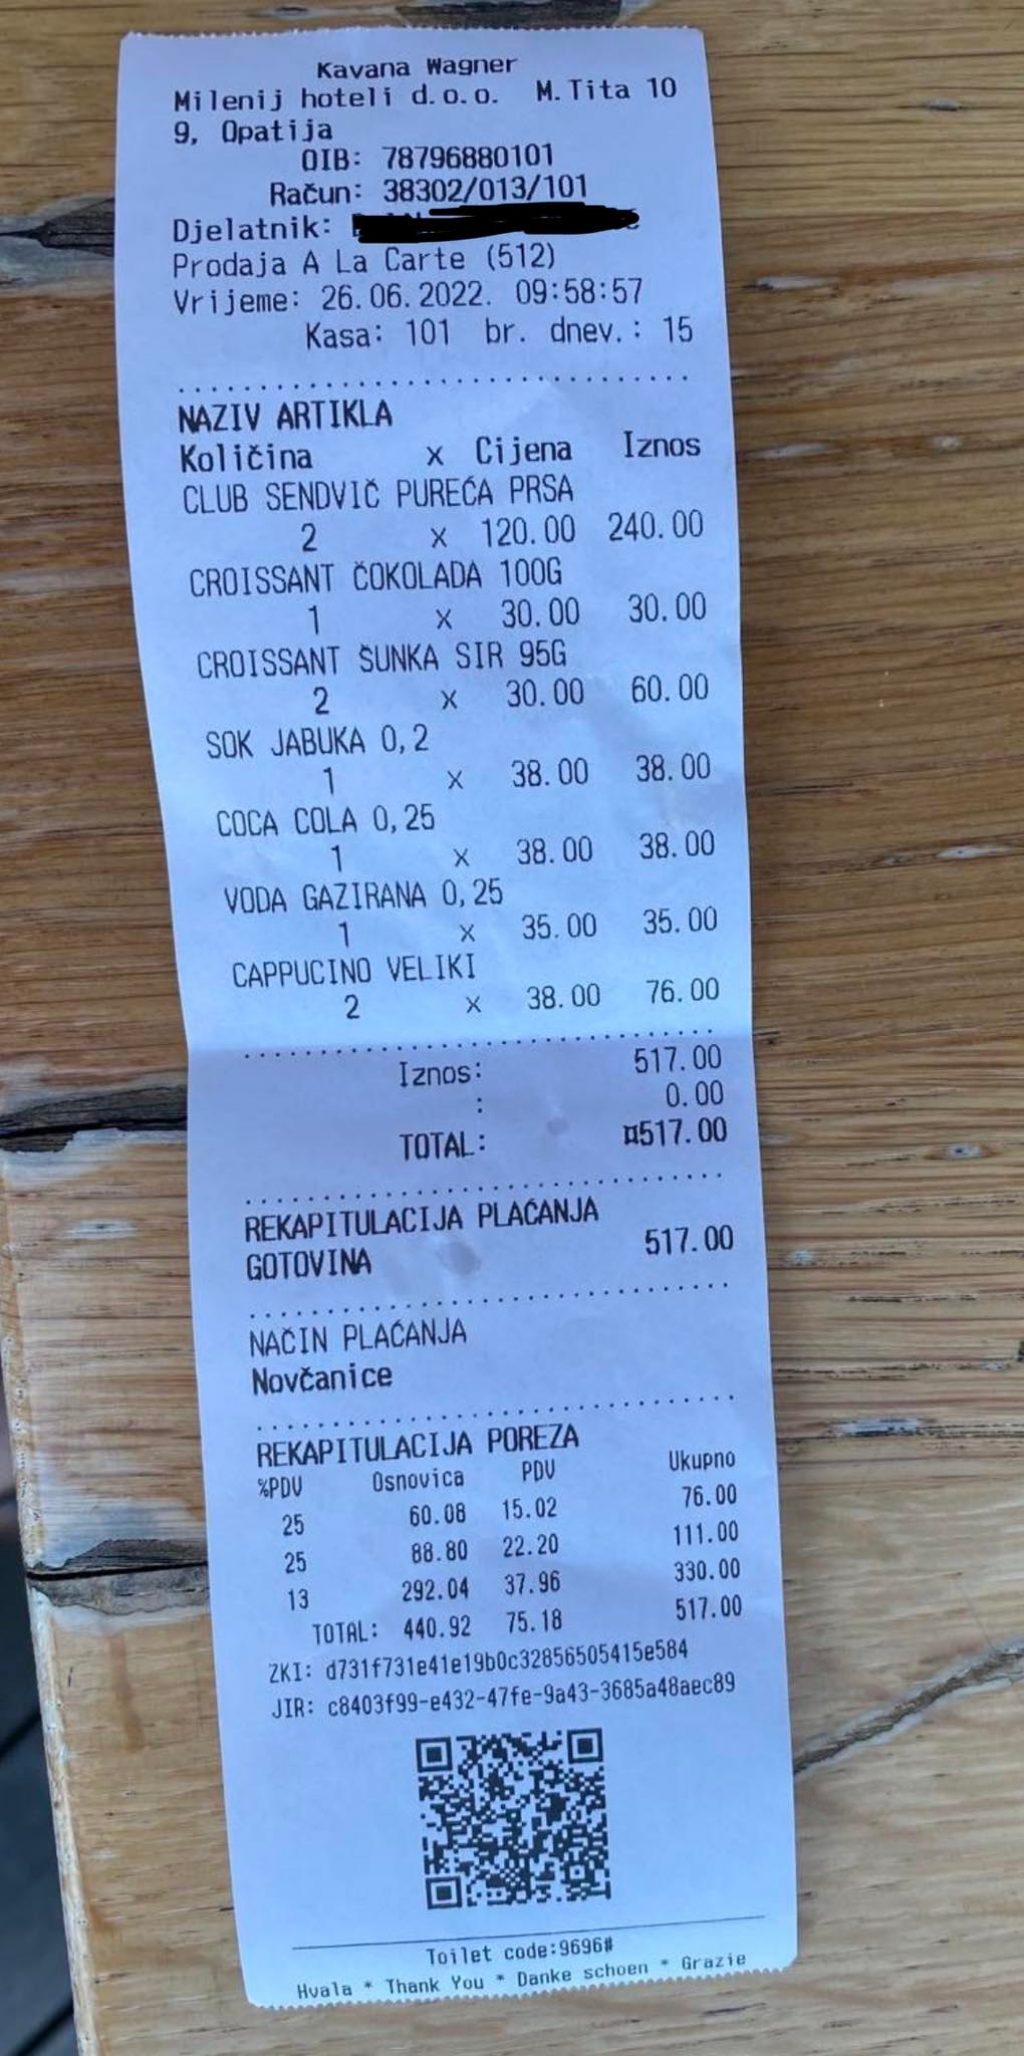 Kavana Wagner
Milenij hoteli d.o.o. M.Tita 10
9, Opatija
OIB: 78796880101
Račun: 38302/013/101
Djelatnik:
Prodaja A La Carte (512)
Vrijeme: 26.06.2022. 09:58:57
Kasa: 101 br. dnev.: 15
NAZIV ARTIKLA
Količina x Cijena Iznos
CLUB SENDVIČ PUREĆA PRSA
2 x 120.00 240.00
CROISSANT ČOKOLADA 100G
1 x 30.00 30.00
CROISSANT ŠUNKA SIR 95G
2 x 30.00 60.00
SOK JABUKA 0,2
1 x 38.00 38.00
COCA COLA 0,25
1 x 38.00 38.00
VODA GAZIRANA 0,25
1 x 35.00 35.00
CAPPUCINO VELIKI
2 x 38.00 76.00
Iznos: 517.00
: 0.00
TOTAL: ¤517.00
REKAPITULACIJA PLAĆANJA
GOTOVINA 517.00
NAČIN PLAĆANJA
Novčanice
REKAPITULACIJA POREZA
%PDV Osnovica PDV Ukupno
25 60.08 15.02 76.00
25 88.80 22.20 111.00
13 292.04 37.96 330.00
TOTAL: 440.92 75.18 517.00
ZKI: d731f731e41e19b0c32856505415e584
JIR: c8403f99-e432-47fe-9a43-3685a48aec89
Toilet code:9696#
Hvala * Thank You * Danke schoen * Grazie